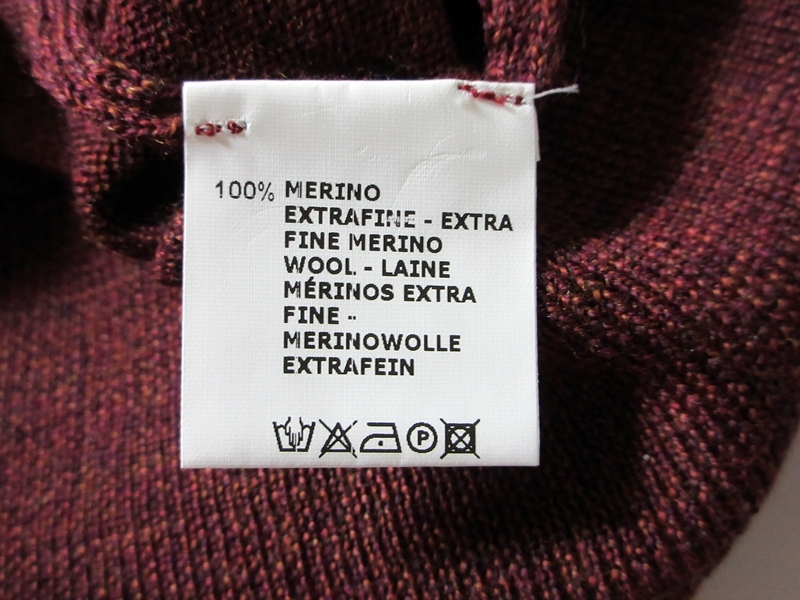 100% MERINO
EXTRAFINE - EXTRA
FINE MERINO
WOOL - LAINE
MÉRINOS EXTRA
FINE -
MERINOWOLLE
EXTRAFEIN
P